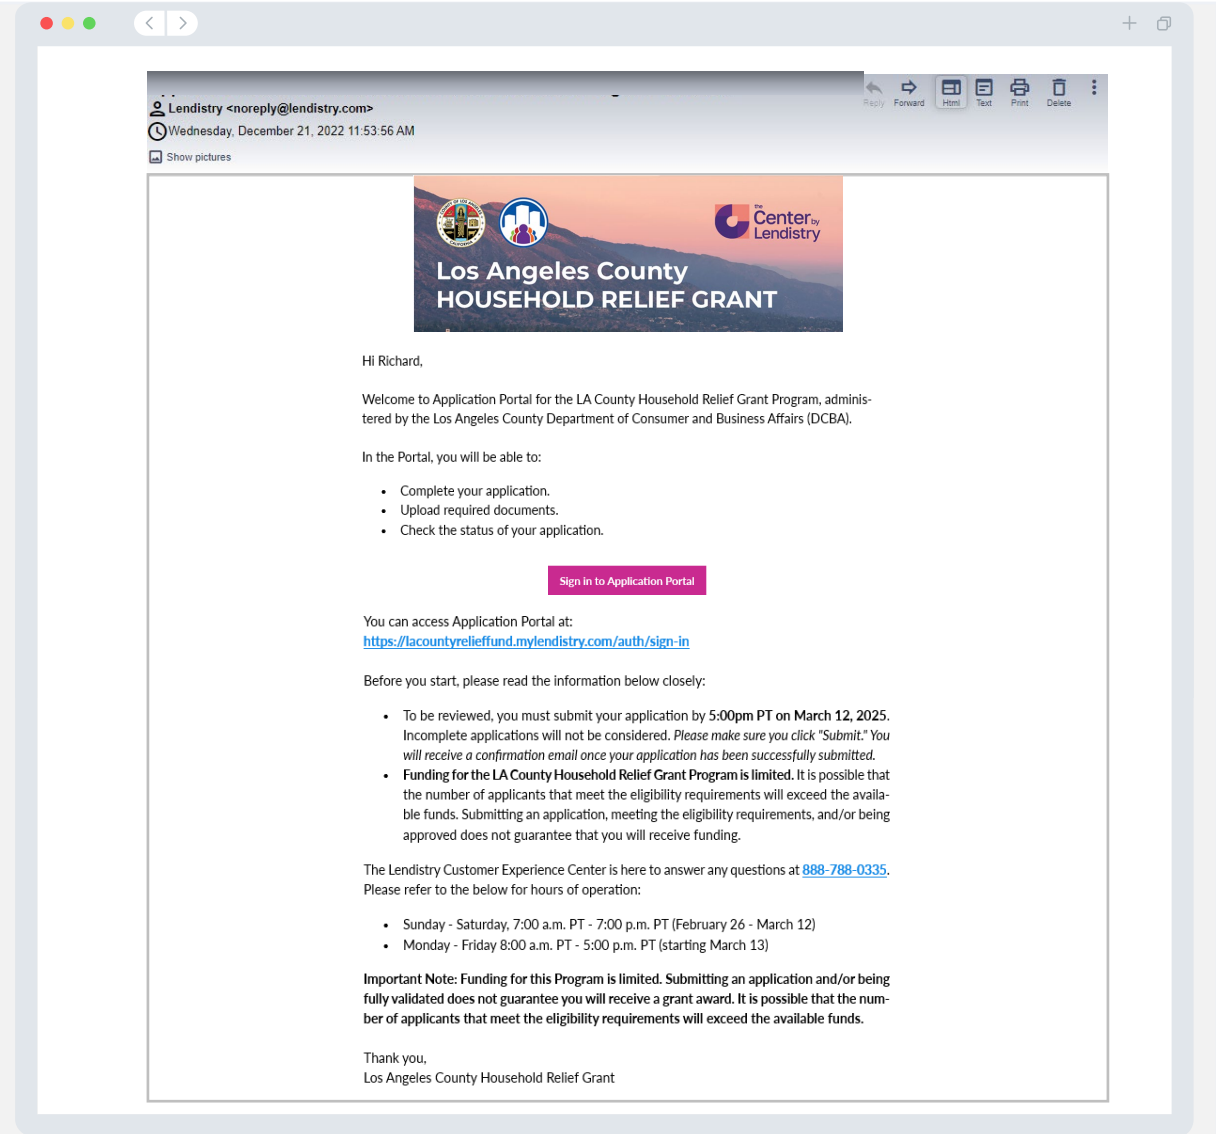 Reply Forward Html Text Print Delete
Lendistry <noreply@lendistry.com>
Wednesday, December 21, 2022 11:53:56 AM
Show pictures
COUNTY OF LOS ANGELES
CALIFORNIA
the
Center by
Lendistry
Los Angeles County
HOUSEHOLD RELIEF GRANT
Hi Richard,
Welcome to Application Portal for the LA County Household Relief Grant Program, adminis-
tered by the Los Angeles County Department of Consumer and Business Affairs (DCBA).
In the Portal, you will be able to:
• Complete your application.
• Upload required documents.
• Check the status of your application.
Sign in to Application Portal
You can access Application Portal at:
https://lacountyrelieffund.mylendistry.com/auth/sign-in
Before you start, please read the information below closely:
• To be reviewed, you must submit your application by 5:00pm PT on March 12, 2025.
Incomplete applications will not be considered. Please make sure you click "Submit." You
will receive a confirmation email once your application has been successfully submitted.
• Funding for the LA County Household Relief Grant Program is limited. It is possible that
the number of applicants that meet the eligibility requirements will exceed the availa-
ble funds. Submitting an application, meeting the eligibility requirements, and/or being
approved does not guarantee that you will receive funding.
The Lendistry Customer Experience Center is here to answer any questions at 888-788-0335.
Please refer to the below for hours of operation:
• Sunday - Saturday, 7:00 a.m. PT - 7:00 p.m. PT (February 26 - March 12)
• Monday - Friday 8:00 a.m. PT - 5:00 p.m. PT (starting March 13)
Important Note: Funding for this Program is limited. Submitting an application and/or being
fully validated does not guarantee you will receive a grant award. It is possible that the num-
ber of applicants that meet the eligibility requirements will exceed the available funds.
Thank you,
Los Angeles County Household Relief Grant